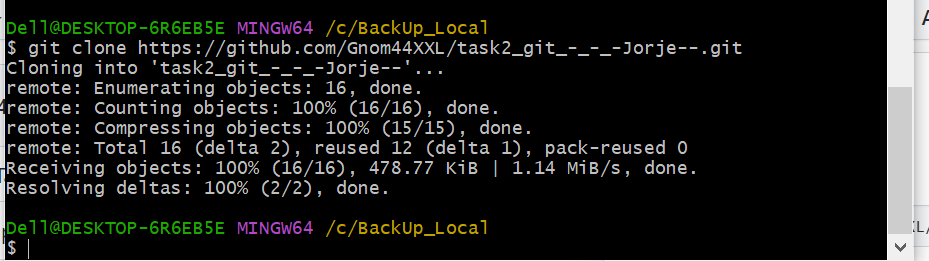 Dell@DESKTOP-6R6EB5E MINGW64 /c/BackUp_Local
$ git clone https://github.com/Gnom44XXL/task2_git_-_-_-Jorje--.git
Cloning into 'task2_git_-_-_-Jorje--'...
remote: Enumerating objects: 16, done.
remote: Counting objects: 100% (16/16), done.
remote: Compressing objects: 100% (15/15), done.
remote: Total 16 (delta 2), reused 12 (delta 1), pack-reused 0
Receiving objects: 100% (16/16), 478.77 KiB | 1.14 MiB/s, done.
Resolving deltas: 100% (2/2), done.
Dell@DESKTOP-6R6EB5E MINGW64 /c/BackUp_Local
$